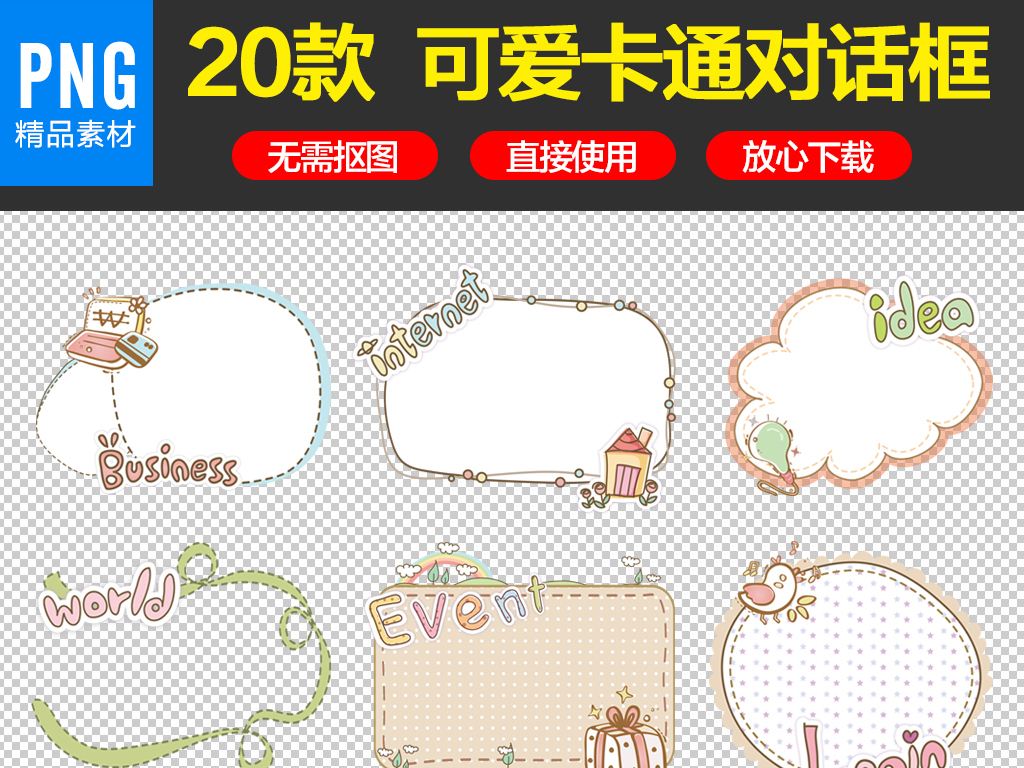 PNG
精品素材
20款 可爱卡通对话框
无需抠图 直接使用 放心下载
₩
Business
internet
idea
world
Event
Login